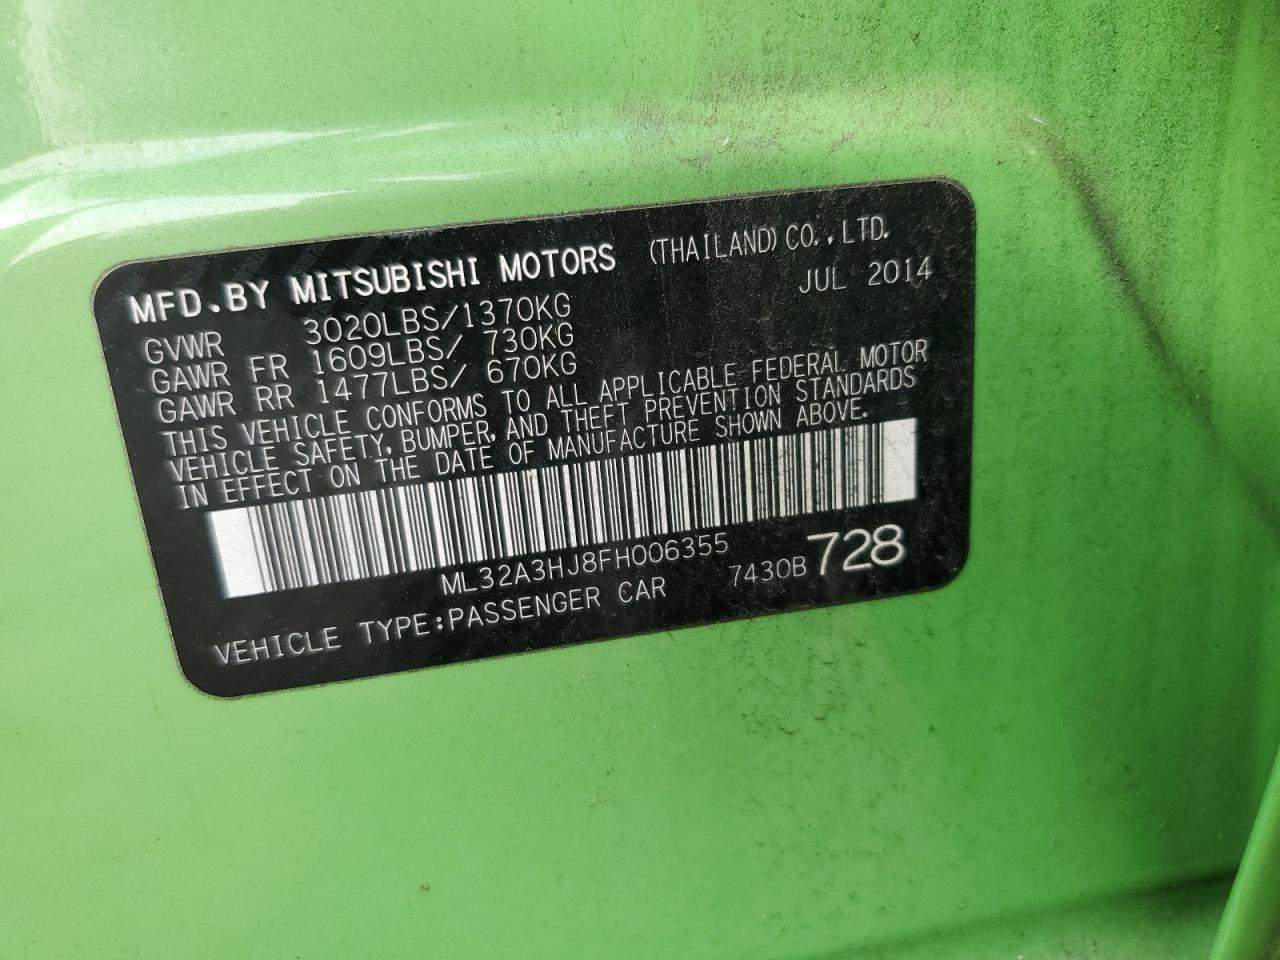 MFD.BY MITSUBISHI MOTORS (THAILAND) CO.,LTD.
JUL 2014
GVWR 3020LBS/1370KG
GAWR FR 1609LBS/ 730KG
GAWR RR 1477LBS/ 670KG
THIS VEHICLE CONFORMS TO ALL APPLICABLE FEDERAL MOTOR
VEHICLE SAFETY, BUMPER, AND THEFT PREVENTION STANDARDS
IN EFFECT ON THE DATE OF MANUFACTURE SHOWN ABOVE.
ML32A3HJ8FH006355
7430B 728
VEHICLE TYPE:PASSENGER CAR